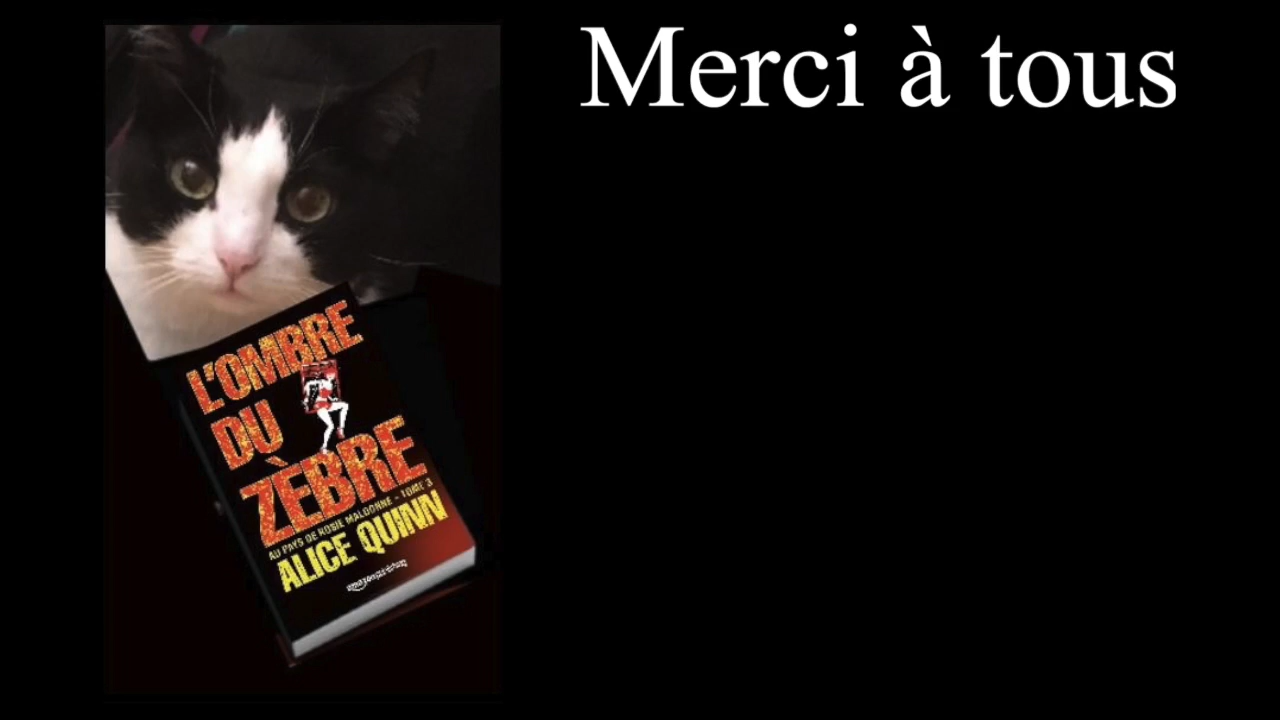 Merci à tous
L'OMBRE
DU
ZÈBRE
AU PAYS DE ROSIE MALDONNE - TOME 3
ALICE QUINN